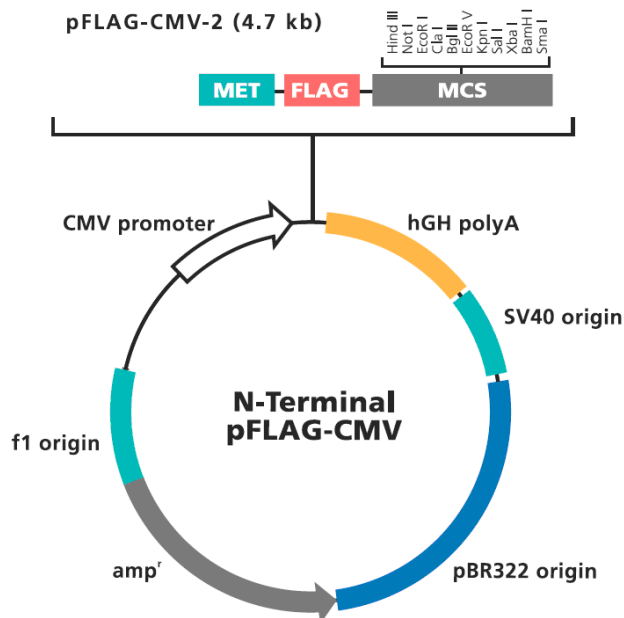 pFLAG-CMV-2 (4.7 kb)
Hind III
Not I
EcoR I
Cla I
Bgl II
EcoR V
Kpn I
Sal I
Xba I
BamH I
Sma I
MET
FLAG
MCS
CMV promoter
hGH polyA
SV40 origin
N-Terminal
pFLAG-CMV
f1 origin
ampʳ
pBR322 origin